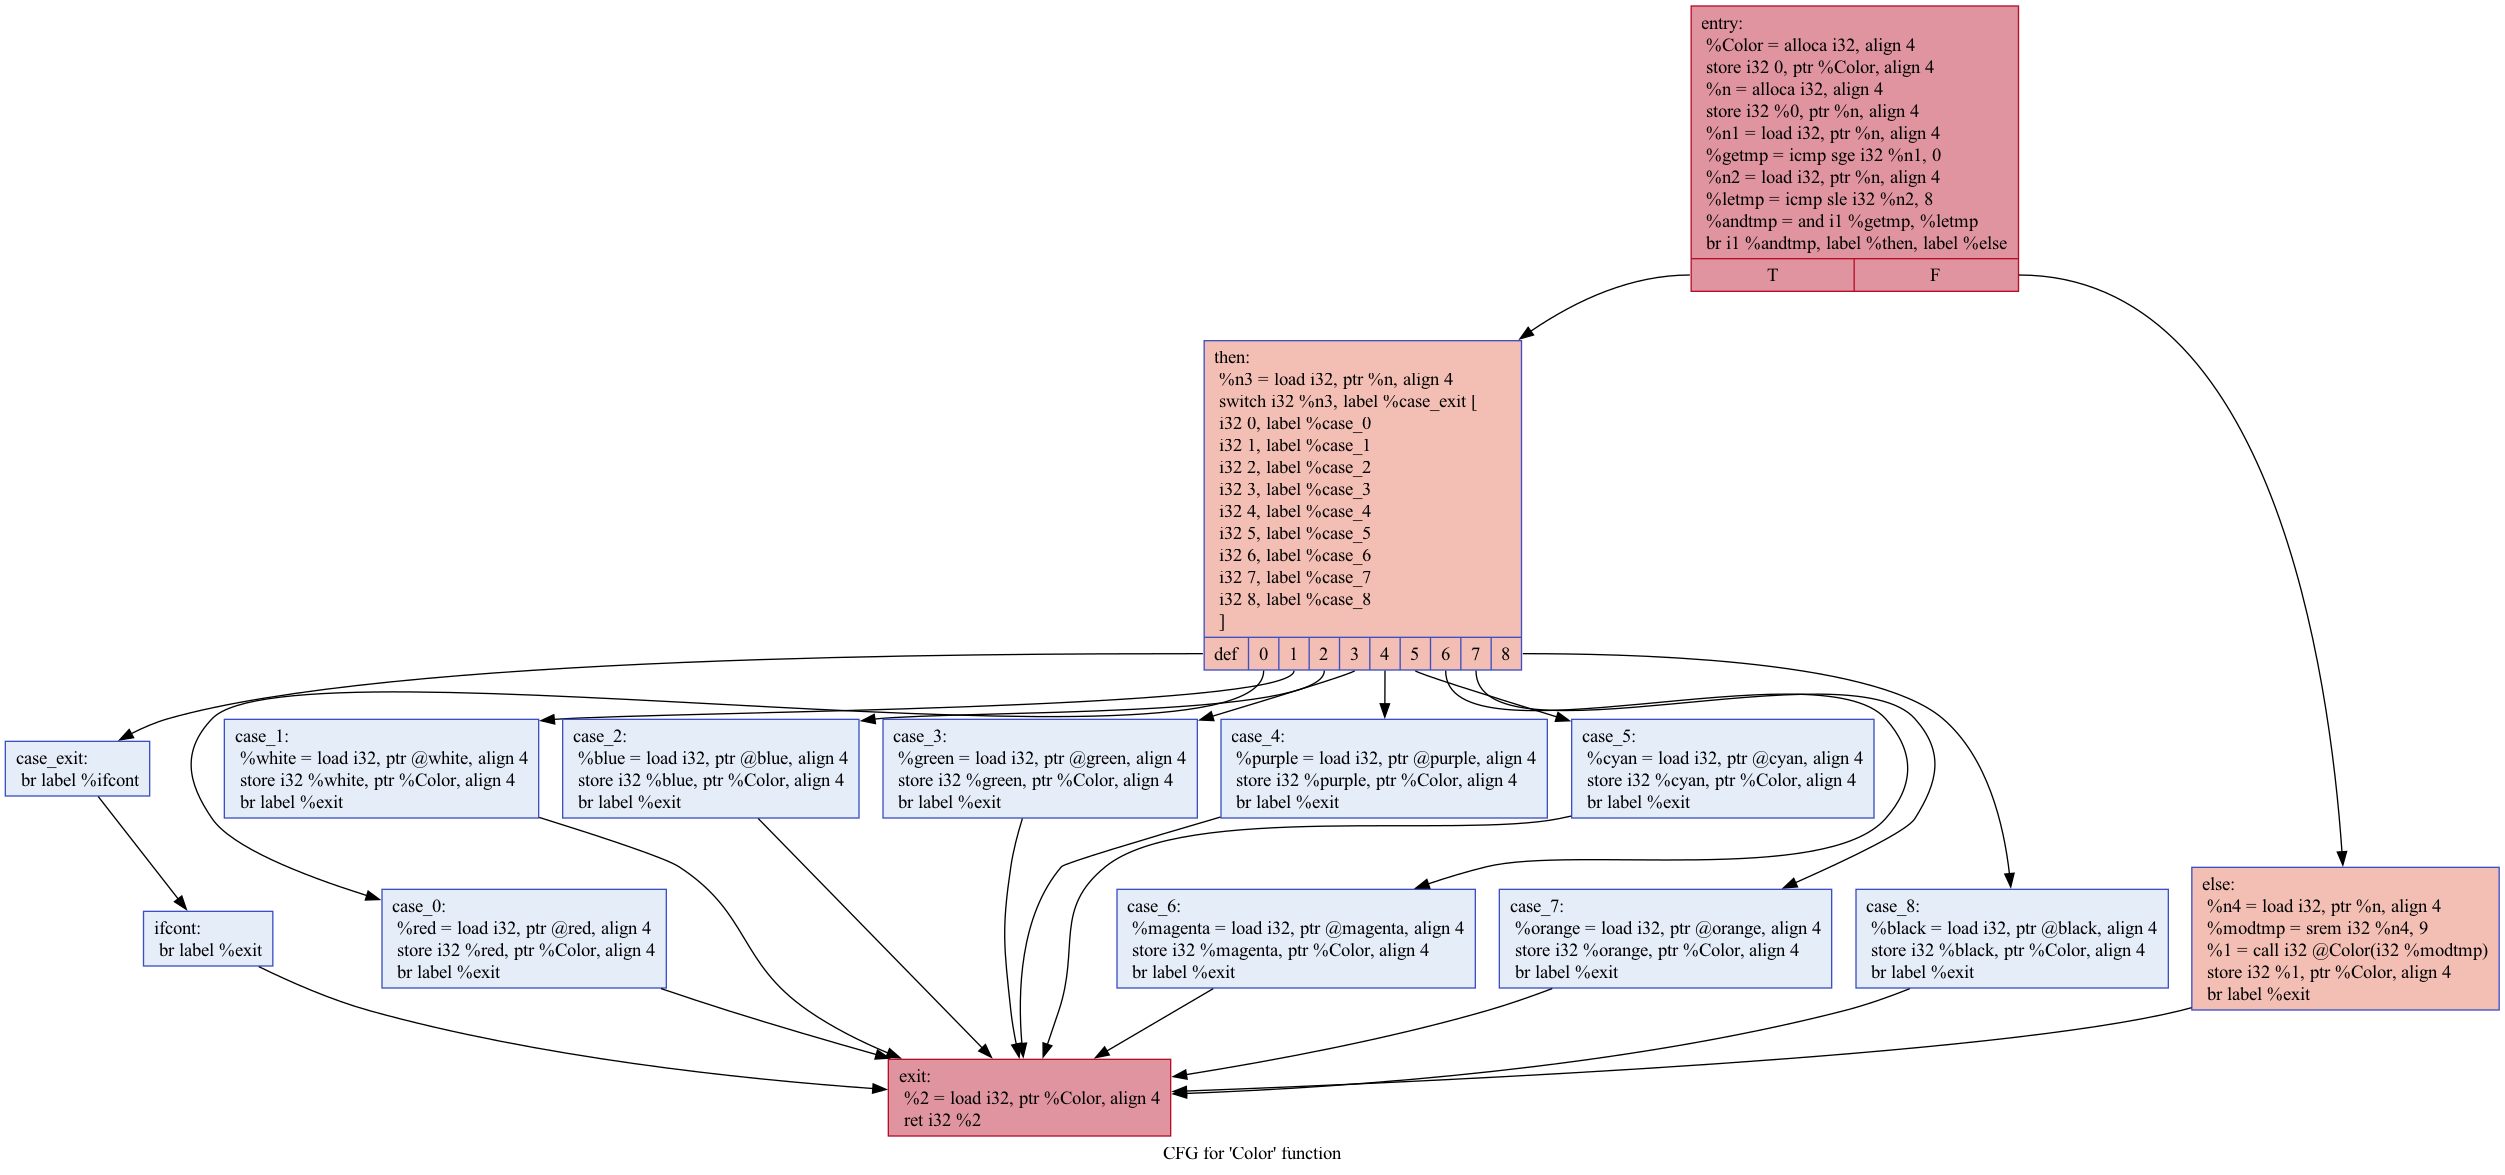 entry:
%Color = alloca i32, align 4
store i32 0, ptr %Color, align 4
%n = alloca i32, align 4
store i32 %0, ptr %n, align 4
%n1 = load i32, ptr %n, align 4
%getmp = icmp sge i32 %n1, 0
%n2 = load i32, ptr %n, align 4
%letmp = icmp sle i32 %n2, 8
%andtmp = and i1 %getmp, %letmp
br i1 %andtmp, label %then, label %else
T F
then:
%n3 = load i32, ptr %n, align 4
switch i32 %n3, label %case_exit [
i32 0, label %case_0
i32 1, label %case_1
i32 2, label %case_2
i32 3, label %case_3
i32 4, label %case_4
i32 5, label %case_5
i32 6, label %case_6
i32 7, label %case_7
i32 8, label %case_8
]
def 0 1 2 3 4 5 6 7 8
case_exit:
br label %ifcont
case_1:
%white = load i32, ptr @white, align 4
store i32 %white, ptr %Color, align 4
br label %exit
case_2:
%blue = load i32, ptr @blue, align 4
store i32 %blue, ptr %Color, align 4
br label %exit
case_3:
%green = load i32, ptr @green, align 4
store i32 %green, ptr %Color, align 4
br label %exit
case_4:
%purple = load i32, ptr @purple, align 4
store i32 %purple, ptr %Color, align 4
br label %exit
case_5:
%cyan = load i32, ptr @cyan, align 4
store i32 %cyan, ptr %Color, align 4
br label %exit
ifcont:
br label %exit
case_0:
%red = load i32, ptr @red, align 4
store i32 %red, ptr %Color, align 4
br label %exit
case_6:
%magenta = load i32, ptr @magenta, align 4
store i32 %magenta, ptr %Color, align 4
br label %exit
case_7:
%orange = load i32, ptr @orange, align 4
store i32 %orange, ptr %Color, align 4
br label %exit
case_8:
%black = load i32, ptr @black, align 4
store i32 %black, ptr %Color, align 4
br label %exit
else:
%n4 = load i32, ptr %n, align 4
%modtmp = srem i32 %n4, 9
%1 = call i32 @Color(i32 %modtmp)
store i32 %1, ptr %Color, align 4
br label %exit
exit:
%2 = load i32, ptr %Color, align 4
ret i32 %2
CFG for 'Color' function